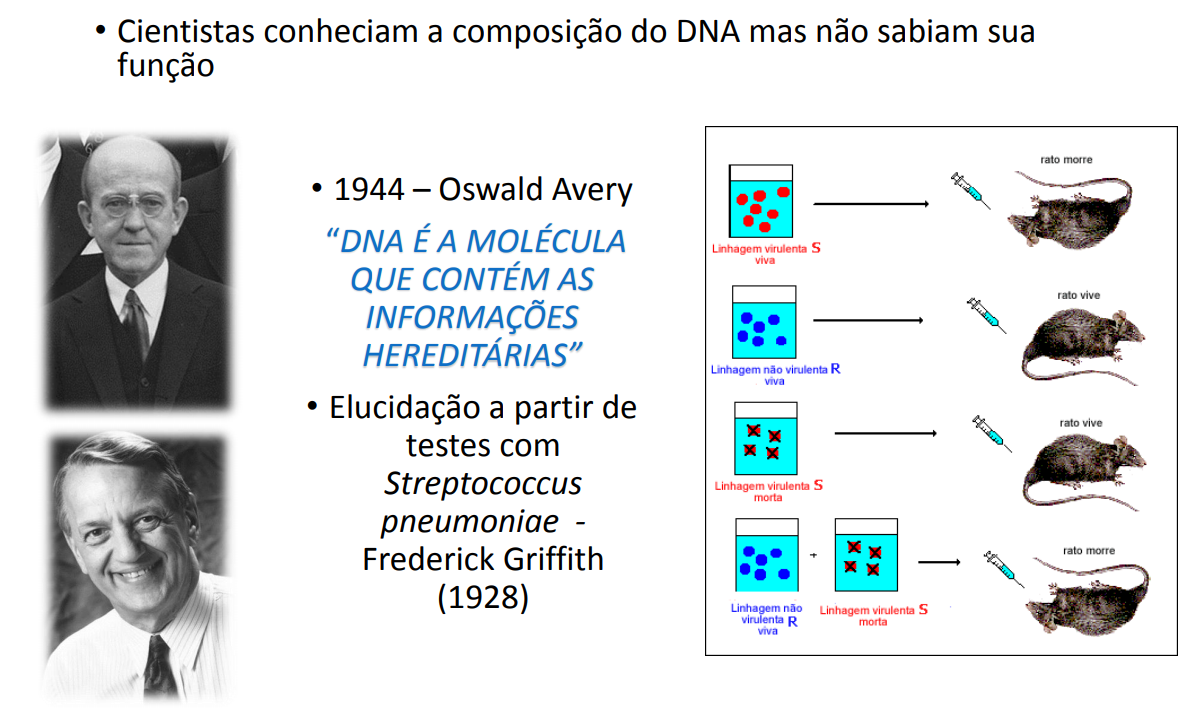 • Cientistas conheciam a composição do DNA mas não sabiam sua
função
• 1944 – Oswald Avery
“DNA É A MOLÉCULA
QUE CONTÉM AS
INFORMAÇÕES
HEREDITÁRIAS”
• Elucidação a partir de
testes com
Streptococcus
pneumoniae -
Frederick Griffith
(1928)
rato morre
Linhagem virulenta S
viva
rato vive
Linhagem não virulenta R
viva
rato vive
Linhagem virulenta S
morta
+
rato morre
Linhagem não
virulenta R
viva
Linhagem virulenta S
morta